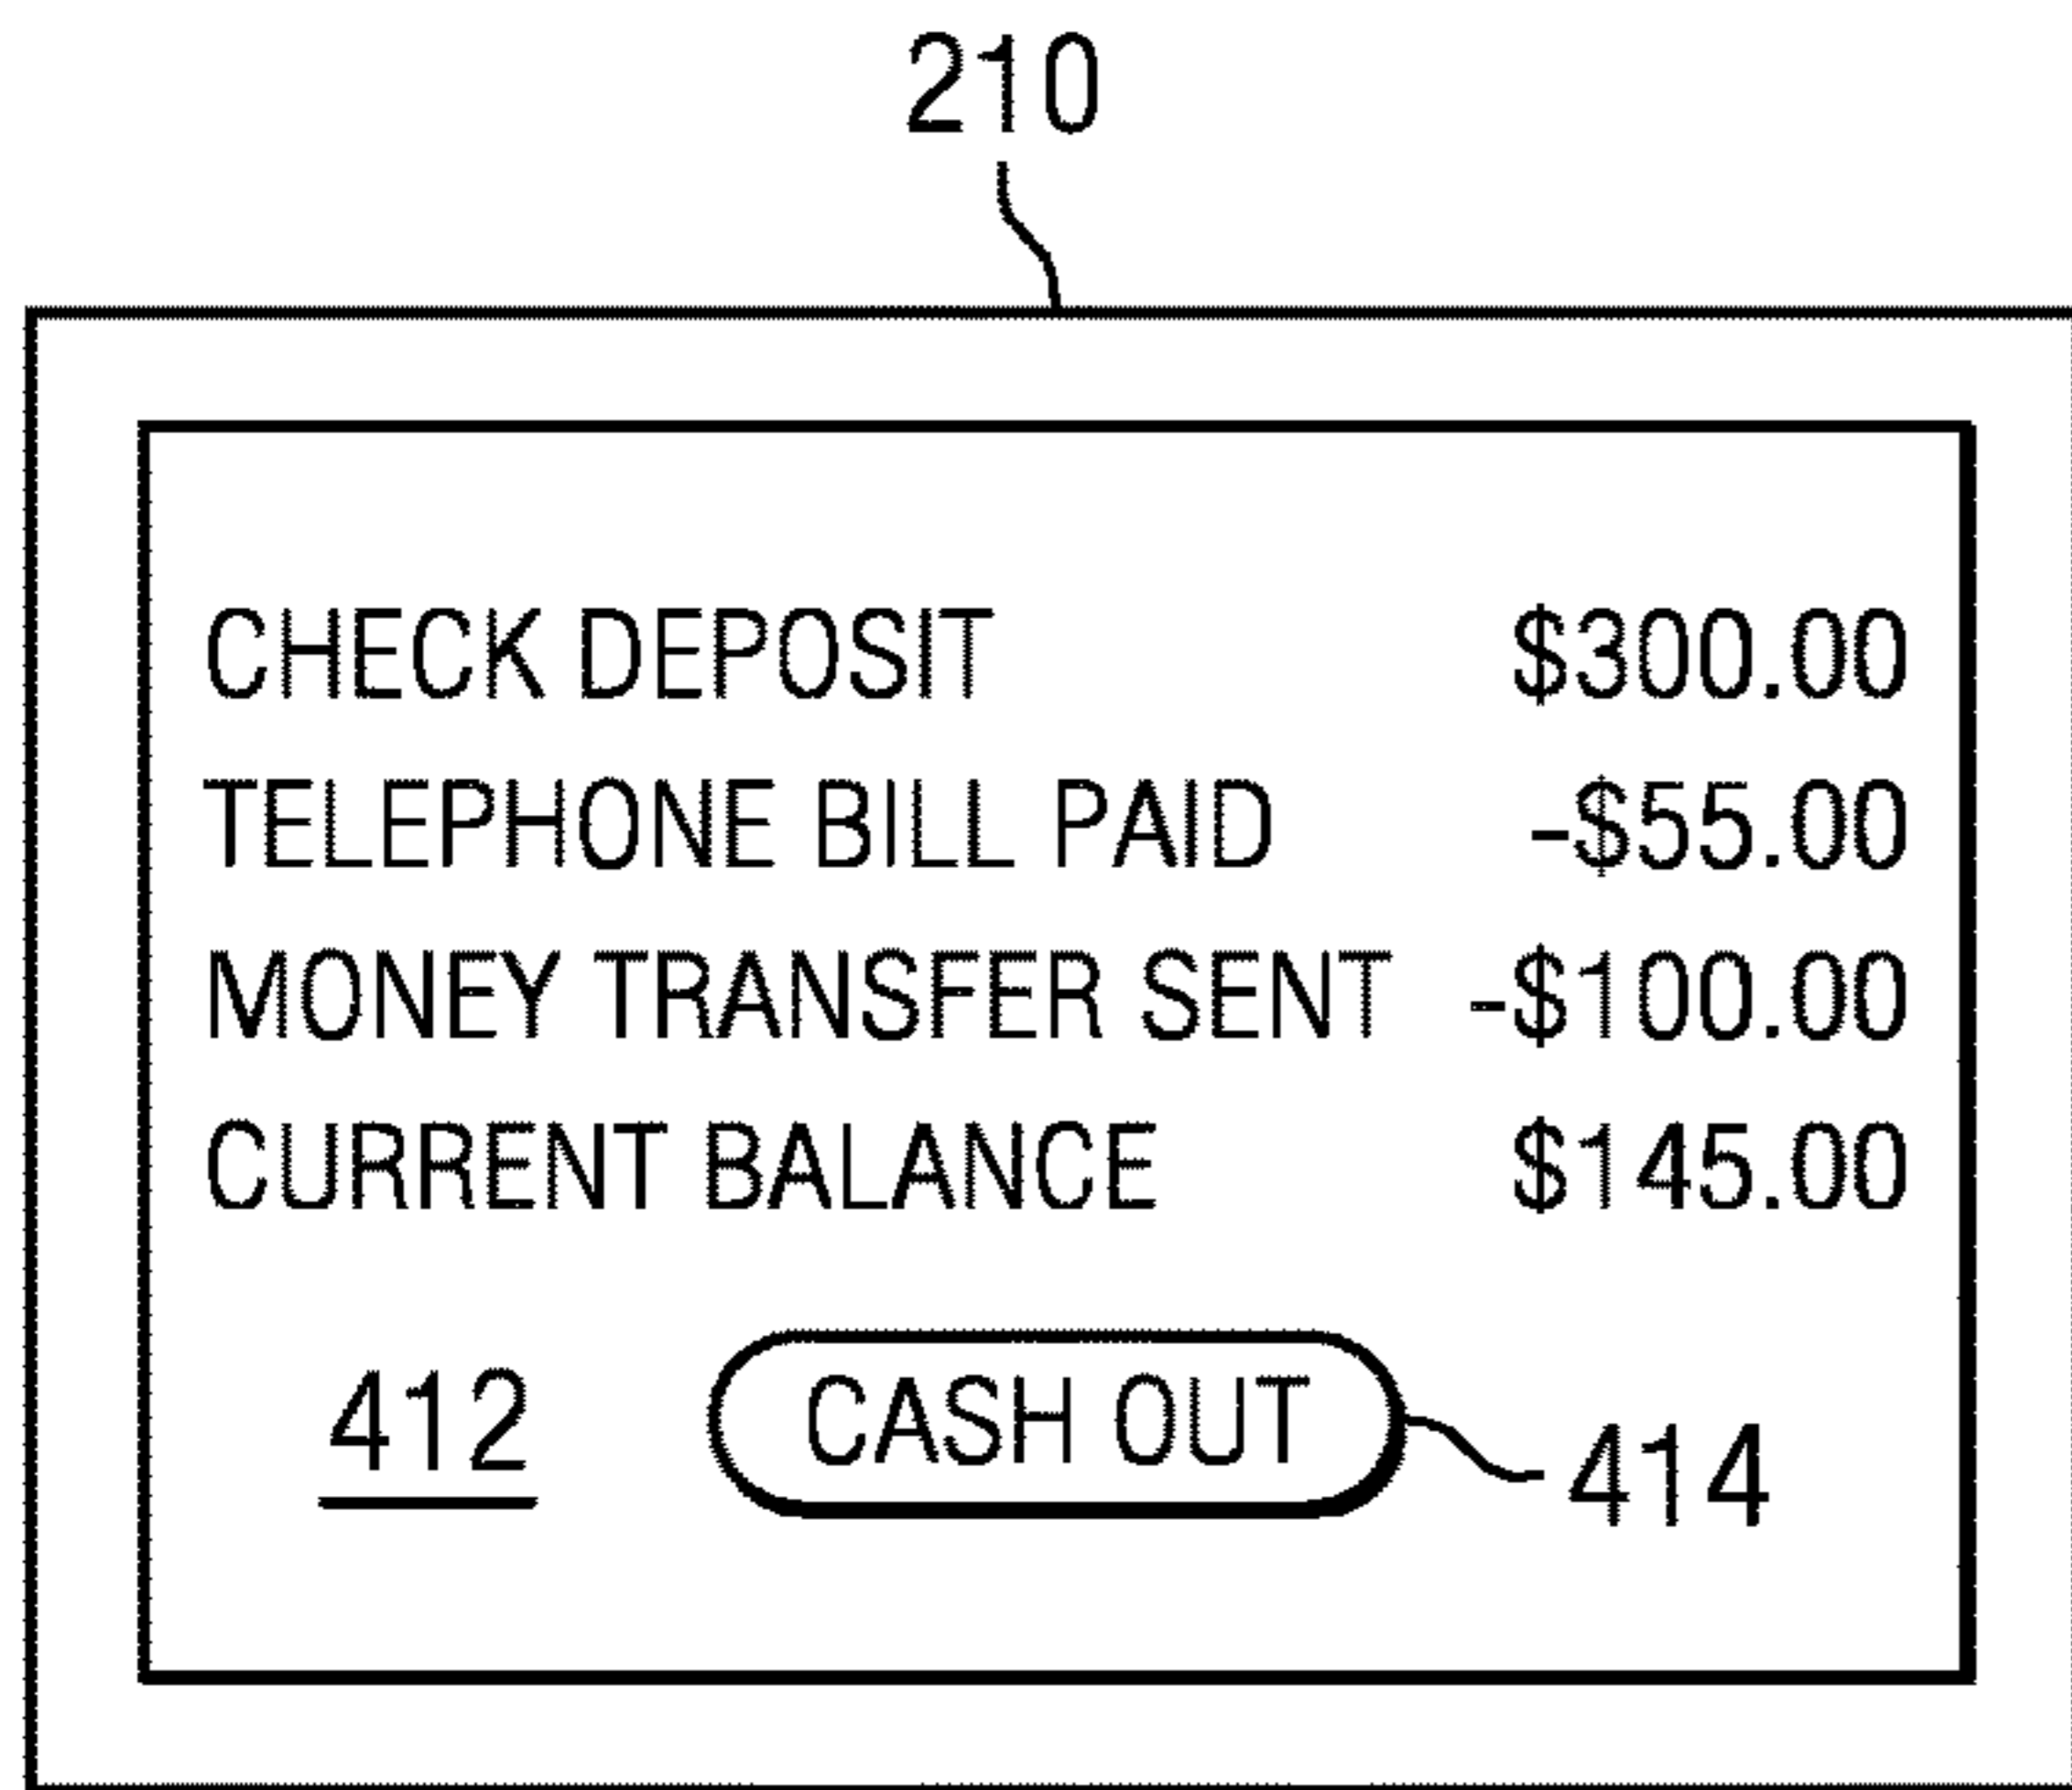 210
CHECK DEPOSIT $300.00
TELEPHONE BILL PAID -$55.00
MONEY TRANSFER SENT -$100.00
CURRENT BALANCE $145.00
412 CASH OUT 414